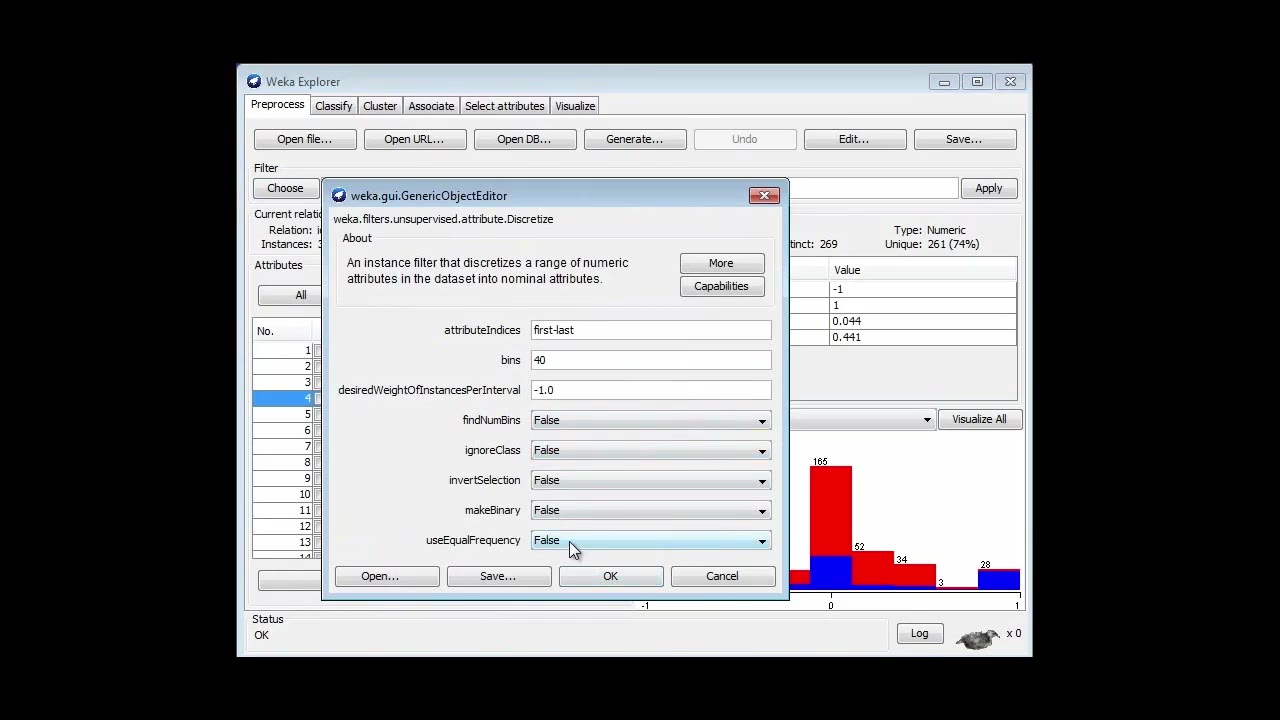 Weka Explorer
Preprocess Classify Cluster Associate Select attributes Visualize
Open file... Open URL... Open DB... Generate... Undo Edit... Save...
Filter
Choose Apply
Current relati
Relation:
Instances: 3
Attributes
All
No.
1
2
3
4
5
6
7
8
9
10
11
12
13
14
weka.gui.GenericObjectEditor
weka.filters.unsupervised.attribute.Discretize
About
An instance filter that discretizes a range of numeric
attributes in the dataset into nominal attributes.
More
Capabilities
attributeIndices first-last
bins 40
desiredWeightOfInstancesPerInterval -1.0
findNumBins False
ignoreClass False
invertSelection False
makeBinary False
useEqualFrequency False
Open... Save... OK Cancel
Type: Numeric
tinct: 269 Unique: 261 (74%)
Value
-1
1
0.044
0.441
Visualize All
165
52
34
3
28
-1 0 1
Status
OK
Log x 0